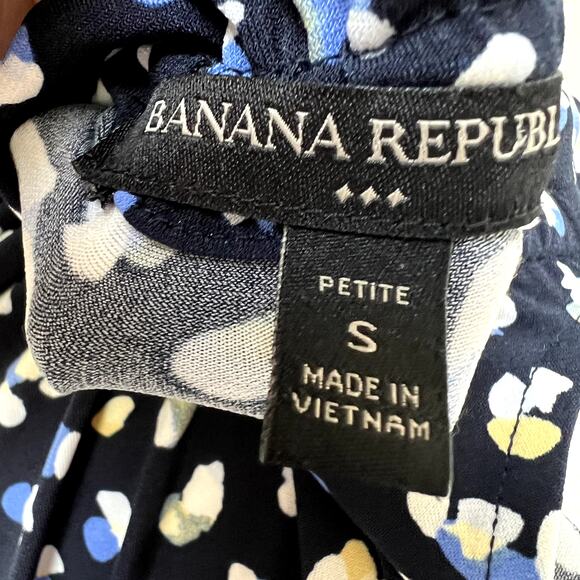 BANANA REPUBL
PETITE
S
MADE IN
VIETNAM